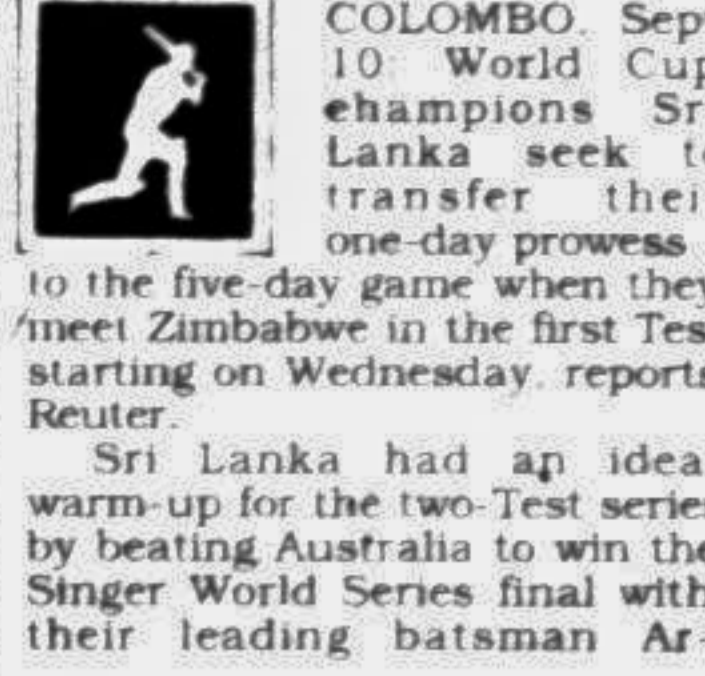 COLOMBO. Sep
10 World Cup
champions Sr
Lanka seek t
transfer thei
one-day prowess
to the five-day game when they
meet Zimbabwe in the first Tes
starting on Wednesday. reports
Reuter.
Sri Lanka had an idea
warm-up for the two-Test series
by beating Australia to win the
Singer World Series final with
their leading batsman Ar-